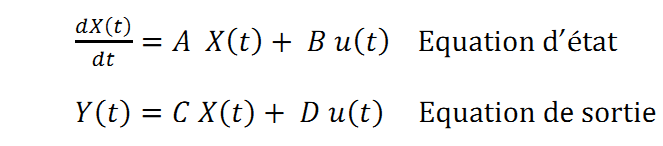 dX(t)/dt = A X(t) + B u(t) Equation d’état
Y(t) = C X(t) + D u(t) Equation de sortie